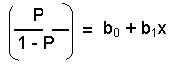 ( P / 1 - P ) = b₀ + b₁x